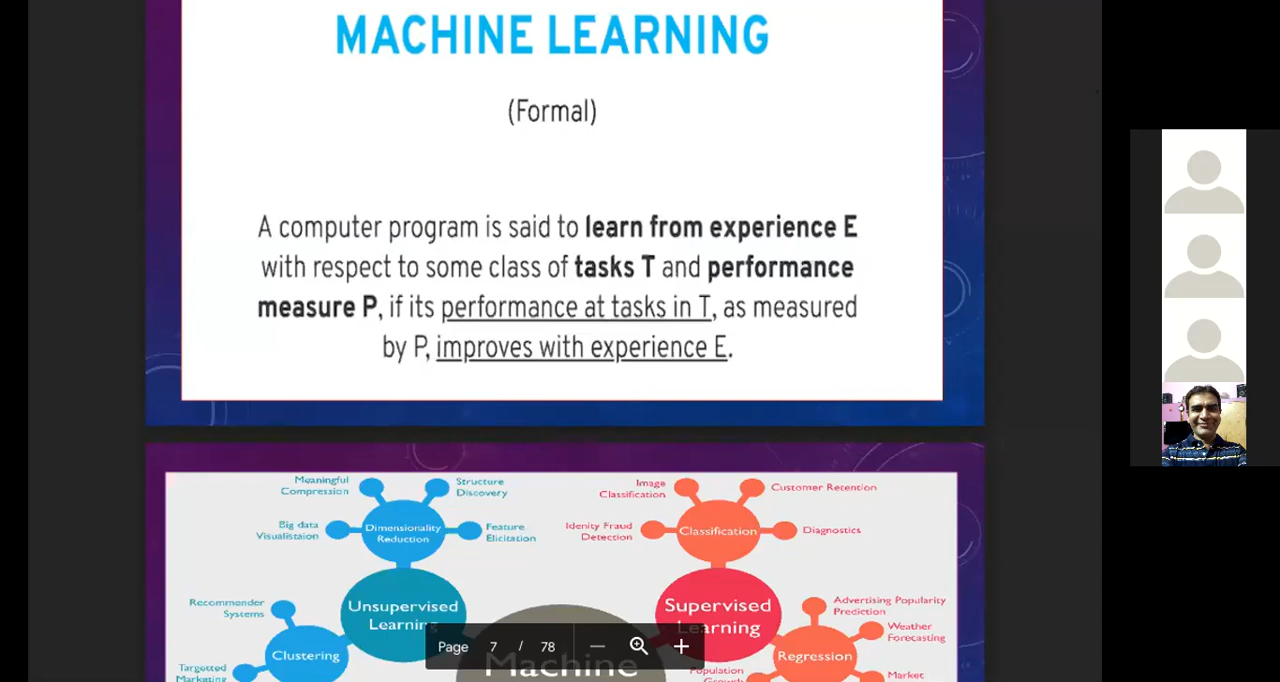 MACHINE LEARNING
(Formal)
A computer program is said to learn from experience E
with respect to some class of tasks T and performance
measure P, if its performance at tasks in T, as measured
by P, improves with experience E.
Meaningful
Compression
Structure
Discovery
Big data
Visualistaion
Dimensionality
Reduction
Feature
Elicitation
Image
Classification
Customer Retention
Idenity Fraud
Detection
Classification
Diagnostics
Recommender
Systems
Unsupervised
Learning
Supervised
Learning
Advertising Popularity
Prediction
Weather
Forecasting
Clustering
Targetted
Marketing
Page 7 / 78
Machine
Regression
Population
Growth
Market